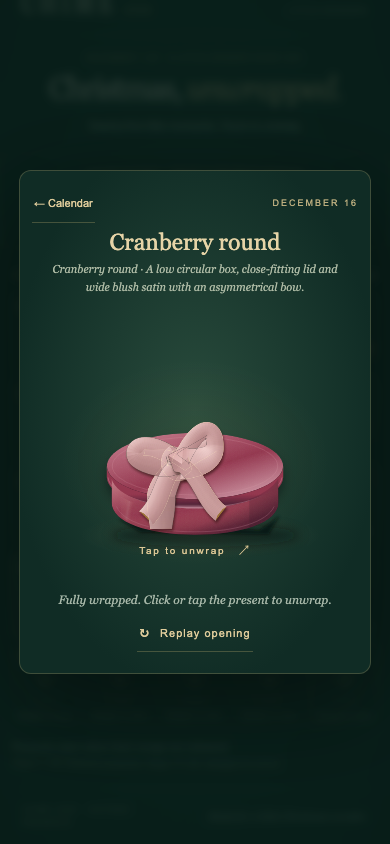 ← Calendar
DECEMBER 16
Cranberry round
Cranberry round · A low circular box, close-fitting lid and
wide blush satin with an asymmetrical bow.
Tap to unwrap ↗
Fully wrapped. Click or tap the present to unwrap.
↻ Replay opening